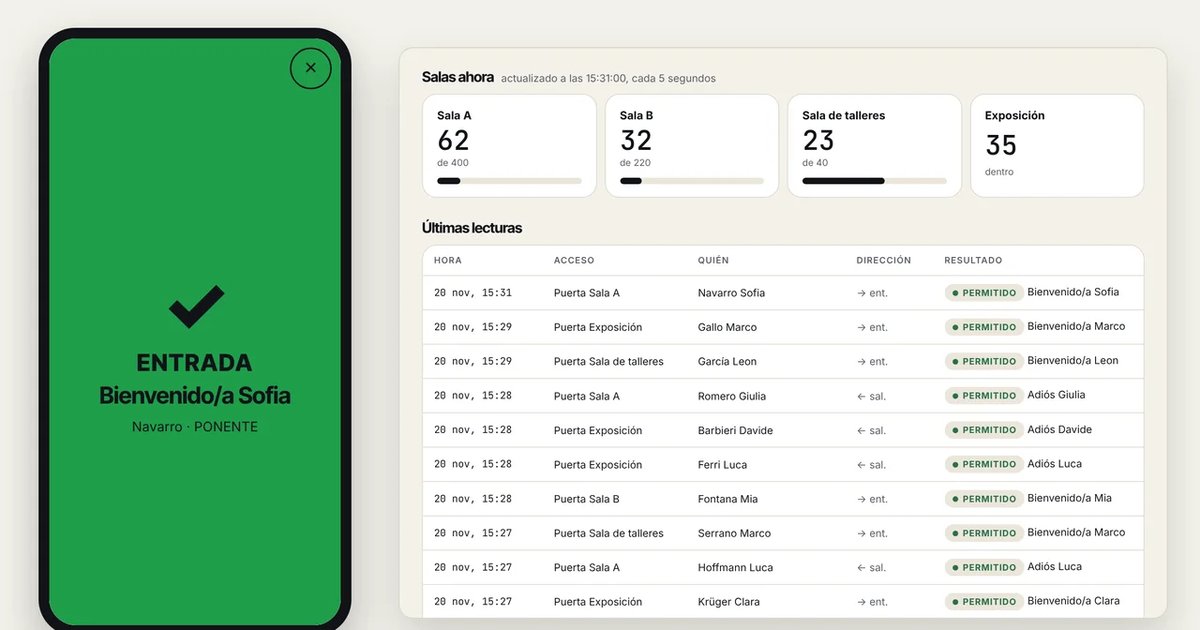 ×
ENTRADA
Bienvenido/a Sofia
Navarro · PONENTE
Salas ahora actualizado a las 15:31:00, cada 5 segundos
Sala A
62
de 400
Sala B
32
de 220
Sala de talleres
23
de 40
Exposición
35
dentro
Últimas lecturas
HORA ACCESO QUIÉN DIRECCIÓN RESULTADO
20 nov, 15:31 Puerta Sala A Navarro Sofia → ent. ● PERMITIDO Bienvenido/a Sofia
20 nov, 15:29 Puerta Exposición Gallo Marco → ent. ● PERMITIDO Bienvenido/a Marco
20 nov, 15:29 Puerta Sala de talleres García Leon → ent. ● PERMITIDO Bienvenido/a Leon
20 nov, 15:28 Puerta Sala A Romero Giulia ← sal. ● PERMITIDO Adiós Giulia
20 nov, 15:28 Puerta Exposición Barbieri Davide ← sal. ● PERMITIDO Adiós Davide
20 nov, 15:28 Puerta Exposición Ferri Luca ← sal. ● PERMITIDO Adiós Luca
20 nov, 15:28 Puerta Sala B Fontana Mia → ent. ● PERMITIDO Bienvenido/a Mia
20 nov, 15:27 Puerta Sala de talleres Serrano Marco → ent. ● PERMITIDO Bienvenido/a Marco
20 nov, 15:27 Puerta Sala A Hoffmann Luca ← sal. ● PERMITIDO Adiós Luca
20 nov, 15:27 Puerta Exposición Krüger Clara → ent. ● PERMITIDO Bienvenido/a Clara